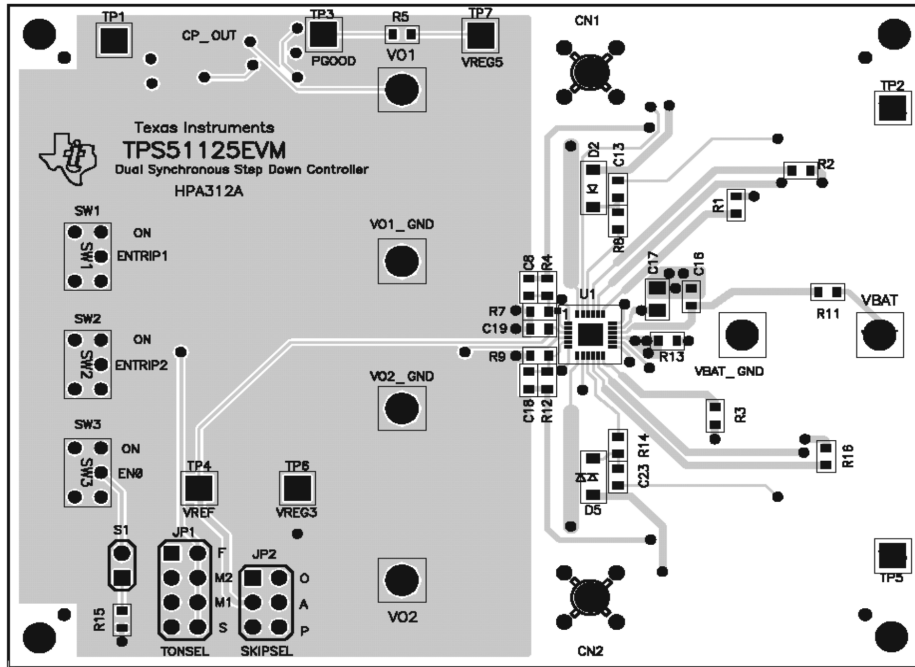 TP1
CP_OUT
TP3
PGOOD
R5
VO1
TP7
VREG5
CN1
TP2
Texas Instruments
TPS51125EVM
Dual Synchronous Step Down Controller
HPA312A
D2
C13
R2
R1
R8
SW1
SW1
ON
ENTRIP1
VO1_GND
C8
R4
U1
C17
C16
R7
1
C19
R9
R13
R11
VBAT
VBAT_GND
SW2
SW2
ON
ENTRIP2
VO2_GND
C18
R12
R3
SW3
SW3
ON
EN0
R14
C23
R16
D5
TP4
VREF
TP6
VREG3
S1
R15
JP1
F
M2
M1
S
TONSEL
JP2
O
A
P
SKIPSEL
VO2
CN2
TP5